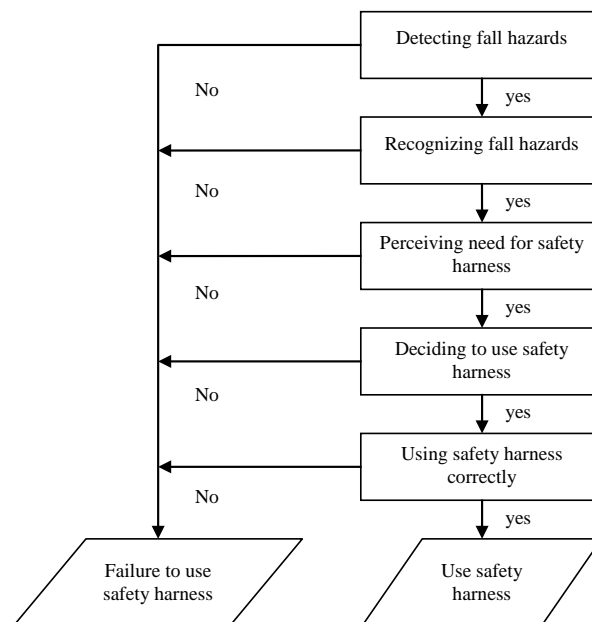 Detecting fall hazards
No
yes
Recognizing fall hazards
No
yes
Perceiving need for safety
harness
No
yes
Deciding to use safety
harness
No
yes
Using safety harness
correctly
No
yes
Failure to use
safety harness
Use safety
harness